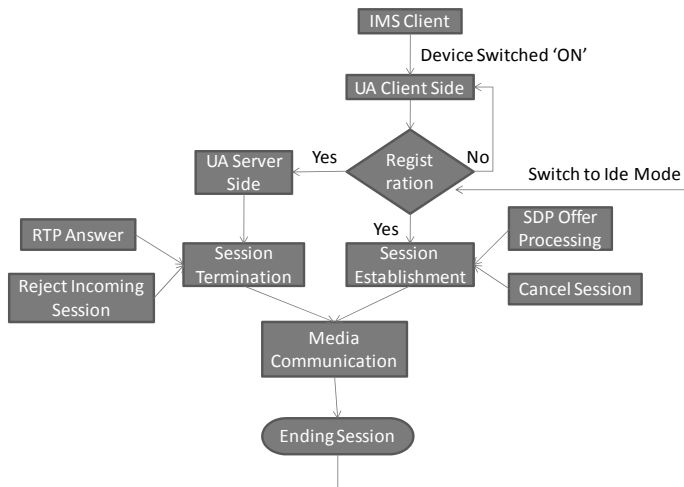 IMS Client
Device Switched ‘ON’
UA Client Side
Yes
Regist
ration
No
UA Server
Side
Switch to Ide Mode
Yes
RTP Answer
SDP Offer
Processing
Session
Termination
Session
Establishment
Reject Incoming
Session
Cancel Session
Media
Communication
Ending Session